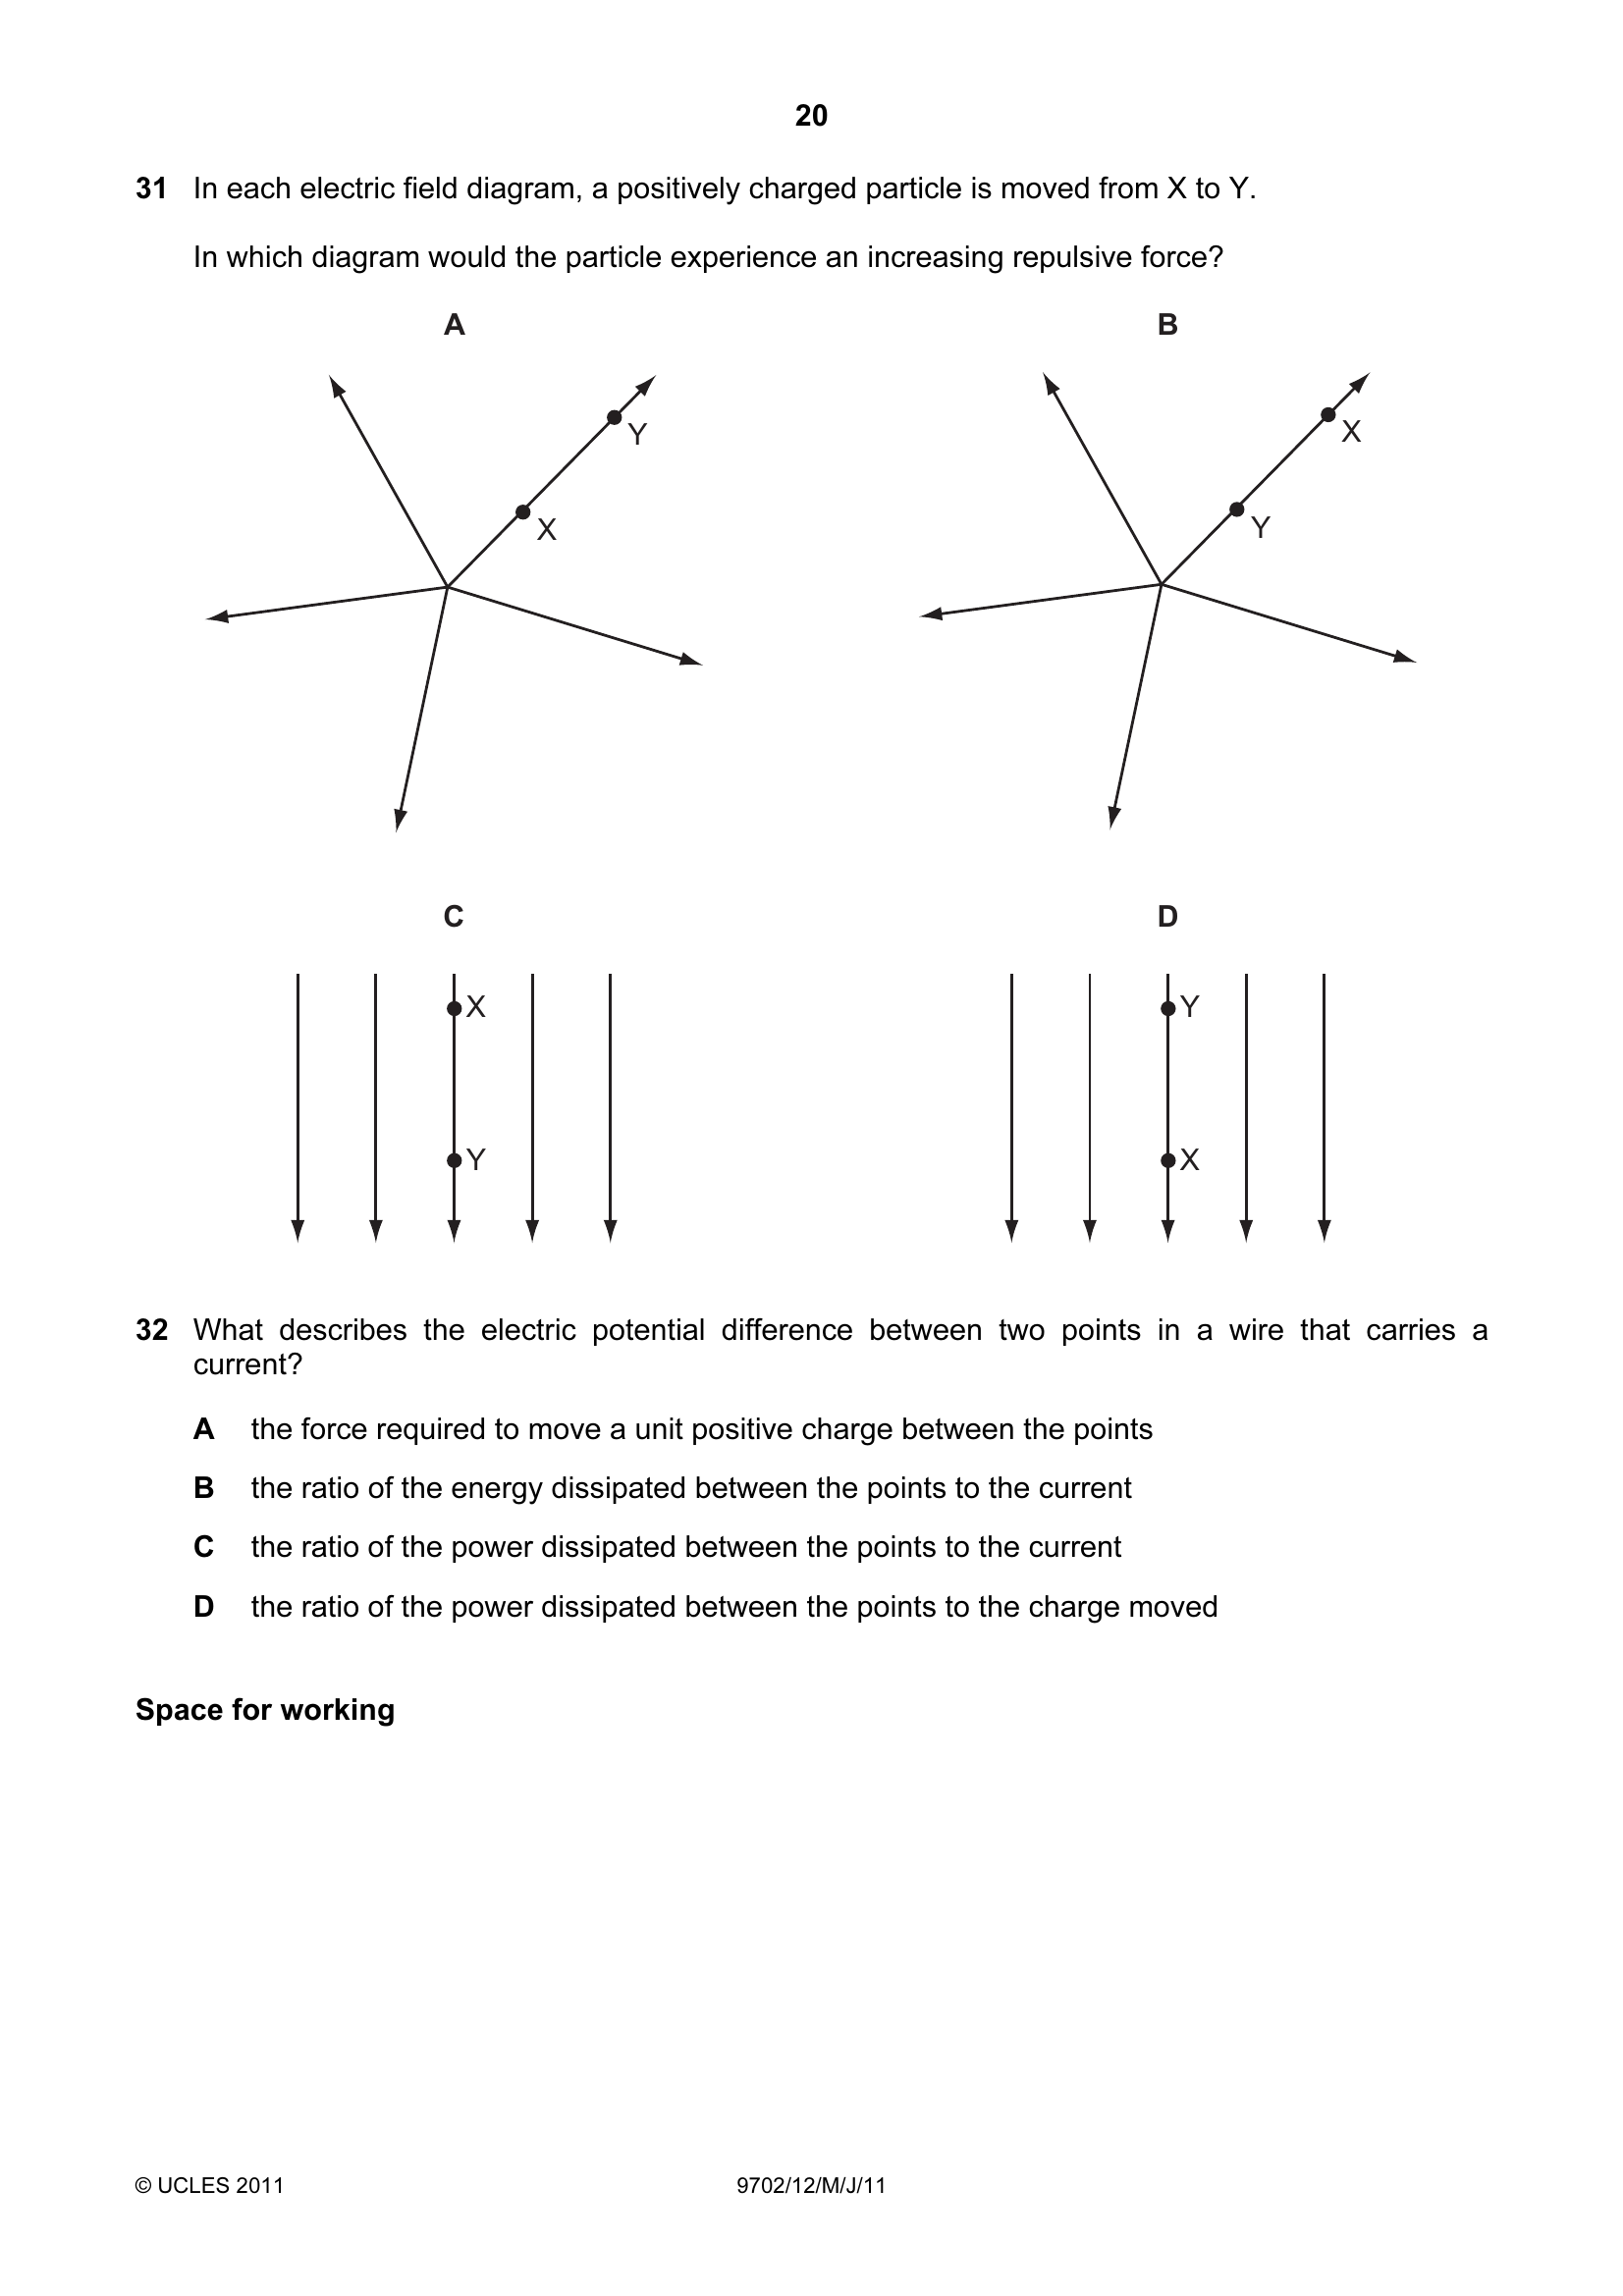 20
31 In each electric field diagram, a positively charged particle is moved from X to Y.
In which diagram would the particle experience an increasing repulsive force?
A
B
Y
X
X
Y
C
D
X
Y
Y
X
32 What describes the electric potential difference between two points in a wire that carries a
current?
A the force required to move a unit positive charge between the points
B the ratio of the energy dissipated between the points to the current
C the ratio of the power dissipated between the points to the current
D the ratio of the power dissipated between the points to the charge moved
Space for working
© UCLES 2011
9702/12/M/J/11